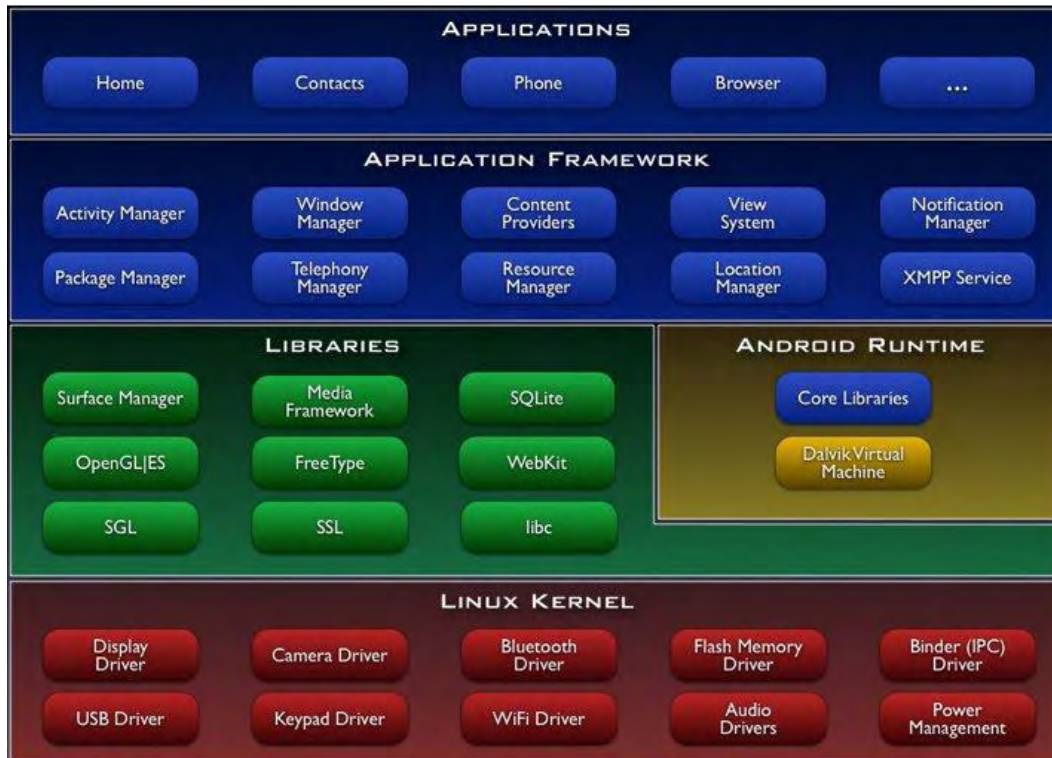 APPLICATIONS
Home
Contacts
Phone
Browser
...
APPLICATION FRAMEWORK
Activity Manager
Window
Manager
Content
Providers
View
System
Notification
Manager
Package Manager
Telephony
Manager
Resource
Manager
Location
Manager
XMPP Service
LIBRARIES
Surface Manager
Media
Framework
SQLite
OpenGL|ES
FreeType
WebKit
SGL
SSL
libc
ANDROID RUNTIME
Core Libraries
Dalvik Virtual
Machine
LINUX KERNEL
Display
Driver
Camera Driver
Bluetooth
Driver
Flash Memory
Driver
Binder (IPC)
Driver
USB Driver
Keypad Driver
WiFi Driver
Audio
Drivers
Power
Management